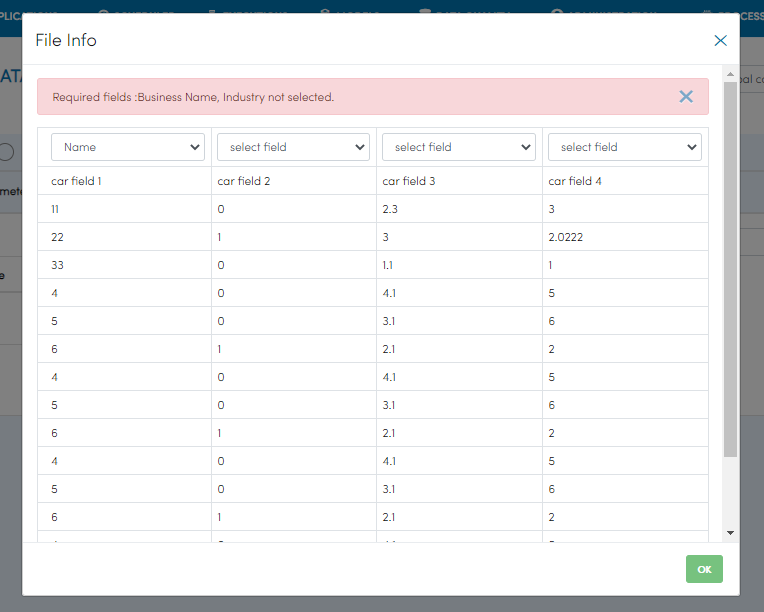 File Info
Required fields :Business Name, Industry not selected.
Name select field select field select field
car field 1 car field 2 car field 3 car field 4
11 0 2.3 3
22 1 3 2.0222
33 0 1.1 1
4 0 4.1 5
5 0 3.1 6
6 1 2.1 2
4 0 4.1 5
5 0 3.1 6
6 1 2.1 2
4 0 4.1 5
5 0 3.1 6
6 1 2.1 2
OK